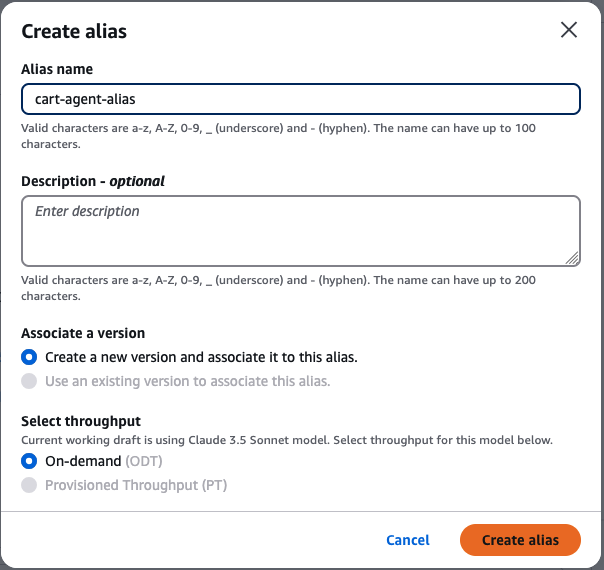 Create alias
Alias name
cart-agent-alias
Valid characters are a-z, A-Z, 0-9, _ (underscore) and - (hyphen). The name can have up to 100
characters.
Description - optional
Enter description
Valid characters are a-z, A-Z, 0-9, _ (underscore) and - (hyphen). The name can have up to 200
characters.
Associate a version
Create a new version and associate it to this alias.
Use an existing version to associate this alias.
Select throughput
Current working draft is using Claude 3.5 Sonnet model. Select throughput for this model below.
On-demand (ODT)
Provisioned Throughput (PT)
Cancel
Create alias